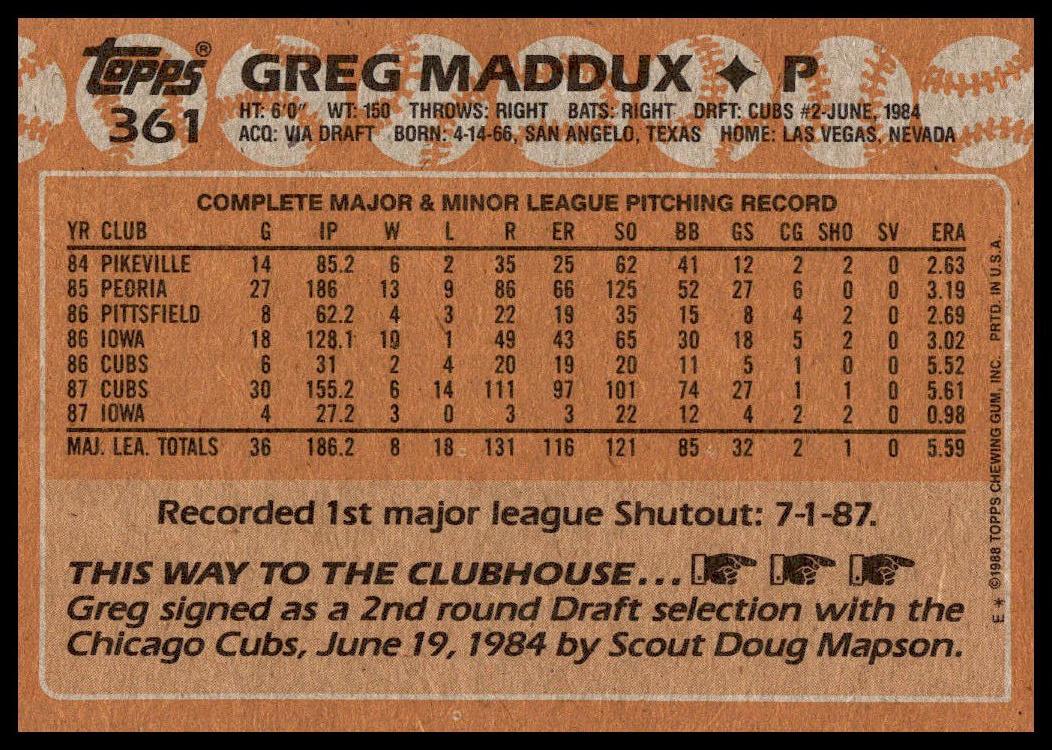 Topps® GREG MADDUX ✦ P
361 HT: 6'0" WT: 150 THROWS: RIGHT BATS: RIGHT DRFT: CUBS #2-JUNE, 1984
ACQ: VIA DRAFT BORN: 4-14-66, SAN ANGELO, TEXAS HOME: LAS VEGAS, NEVADA
COMPLETE MAJOR & MINOR LEAGUE PITCHING RECORD
YR CLUB G IP W L R ER SO BB GS CG SHO SV ERA
84 PIKEVILLE 14 85.2 6 2 35 25 62 41 12 2 2 0 2.63
85 PEORIA 27 186 13 9 86 66 125 52 27 6 0 0 3.19
86 PITTSFIELD 8 62.2 4 3 22 19 35 15 8 4 2 0 2.69
86 IOWA 18 128.1 10 1 49 43 65 30 18 5 2 0 3.02
86 CUBS 6 31 2 4 20 19 20 11 5 1 0 0 5.52
87 CUBS 30 155.2 6 14 111 97 101 74 27 1 1 0 5.61
87 IOWA 4 27.2 3 0 3 3 22 12 4 2 2 0 0.98
MAJ. LEA. TOTALS 36 186.2 8 18 131 116 121 85 32 2 1 0 5.59
Recorded 1st major league Shutout: 7-1-87.
THIS WAY TO THE CLUBHOUSE...
Greg signed as a 2nd round Draft selection with the
Chicago Cubs, June 19, 1984 by Scout Doug Mapson.
E * ©1988 TOPPS CHEWING GUM, INC. PRTD. IN U.S.A.